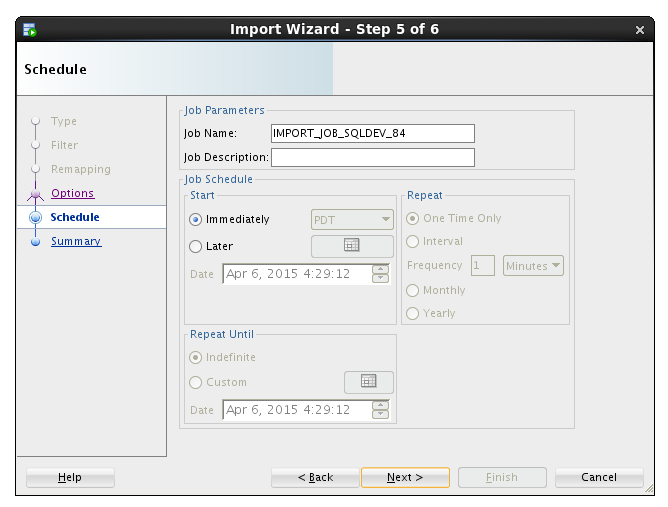 Import Wizard - Step 5 of 6
Schedule
Type
Filter
Remapping
Options
Schedule
Summary
Job Parameters
Job Name: IMPORT_JOB_SQLDEV_84
Job Description:
Job Schedule
Start
Immediately PDT
Later
Date Apr 6, 2015 4:29:12
Repeat
One Time Only
Interval
Frequency 1 Minutes
Monthly
Yearly
Repeat Until
Indefinite
Custom
Date Apr 6, 2015 4:29:12
Help < Back Next > Finish Cancel